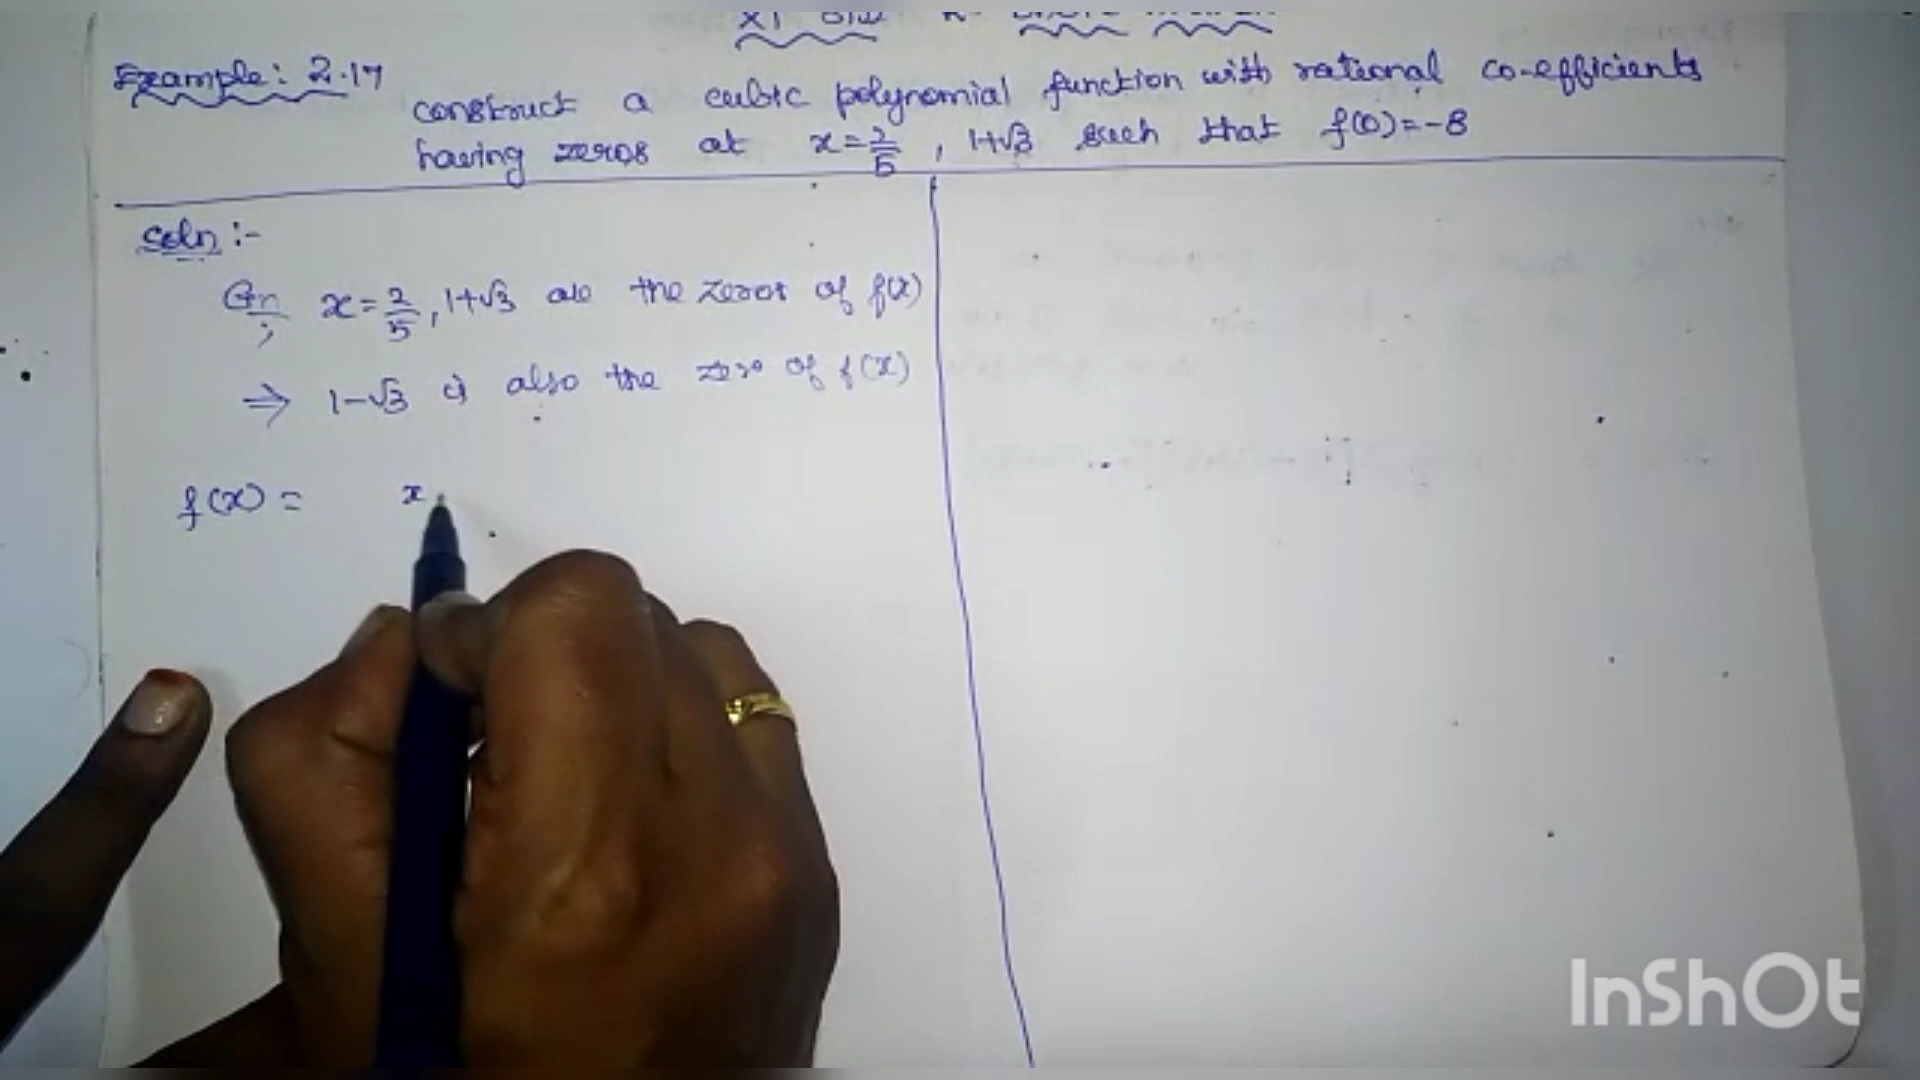 Example: 2.17
construct a cubic polynomial function with rational co-efficients
having zeros at x=2/5, 1+√3 such that f(0)=-8
Soln :-
Gn; x=2/5, 1+√3 are the zeros of f(x)
⇒ 1-√3 is also the zero of f(x)
f(x) = x
InShOt